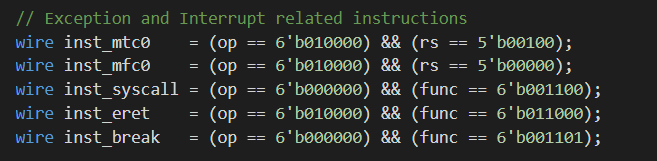 // Exception and Interrupt related instructions
wire inst_mtc0    = (op == 6'b010000) && (rs == 5'b00100);
wire inst_mfc0    = (op == 6'b010000) && (rs == 5'b00000);
wire inst_syscall = (op == 6'b000000) && (func == 6'b001100);
wire inst_eret    = (op == 6'b010000) && (func == 6'b011000);
wire inst_break   = (op == 6'b000000) && (func == 6'b001101);